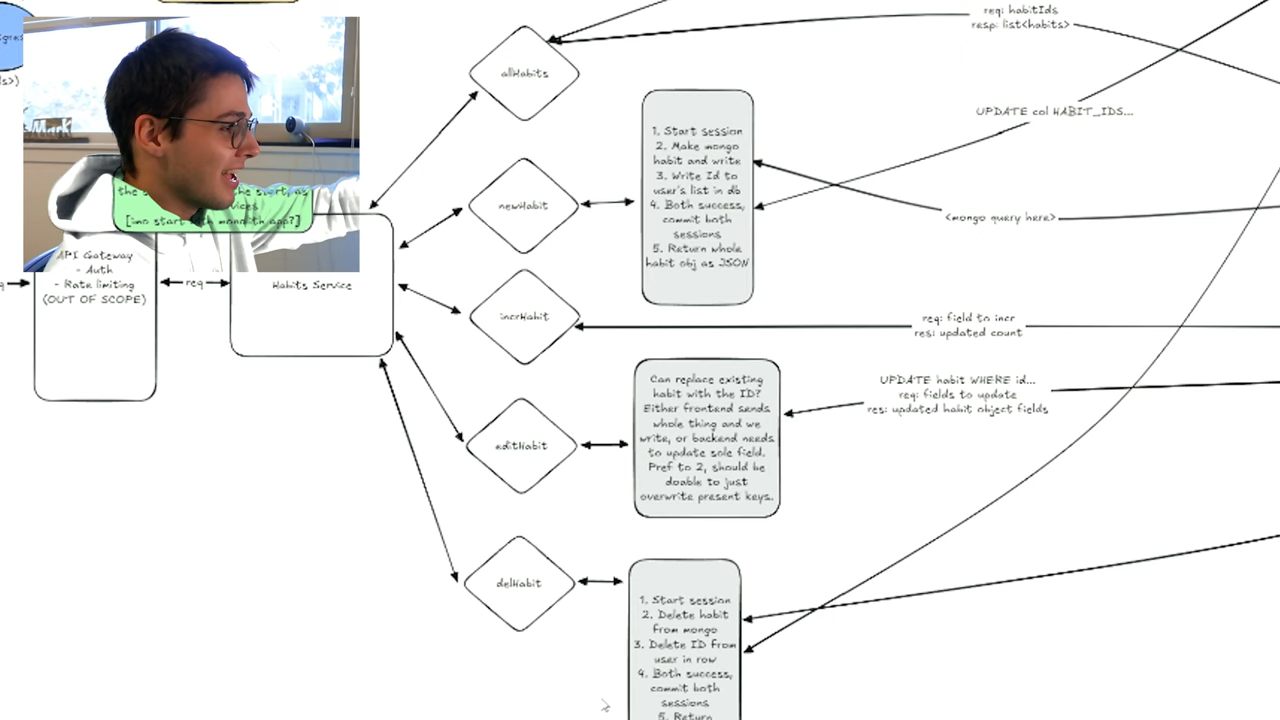 req: habitIds
resp: list<habits>
allHabits
UPDATE col HABIT_IDS...
1. Start session
2. Make mongo
habit and write
3. Write Id to
user's list in db
4. Both success,
commit both
sessions
5. Return whole
habit obj as JSON
newHabit
<mongo query here>
API Gateway
- Auth
- Rate limiting
(OUT OF SCOPE)
req
Habits Service
incrHabit
req: field to incr
res: updated count
Can replace existing
habit with the ID?
Either frontend sends
whole thing and we
write, or backend needs
to update sole field.
Pref to 2, should be
doable to just
overwrite present keys.
UPDATE habit WHERE id...
req: fields to update
res: updated habit object fields
editHabit
delHabit
1. Start session
2. Delete habit
from mongo
3. Delete ID from
user in row
4. Both success,
commit both
sessions
5. Return